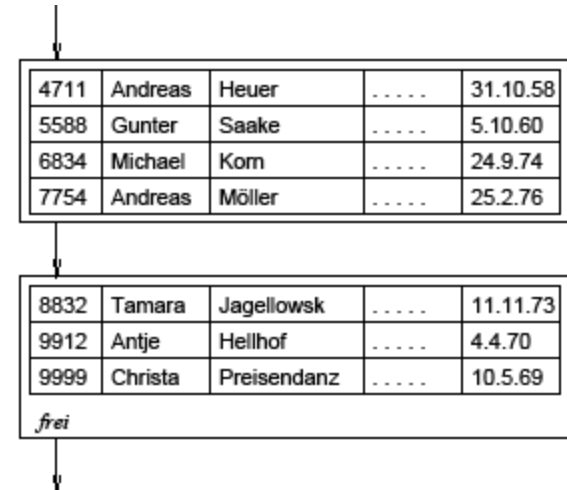 4711 Andreas Heuer ..... 31.10.58
5588 Gunter Saake ..... 5.10.60
6834 Michael Korn ..... 24.9.74
7754 Andreas Möller ..... 25.2.76
8832 Tamara Jagellowsk ..... 11.11.73
9912 Antje Hellhof ..... 4.4.70
9999 Christa Preisendanz ..... 10.5.69
frei